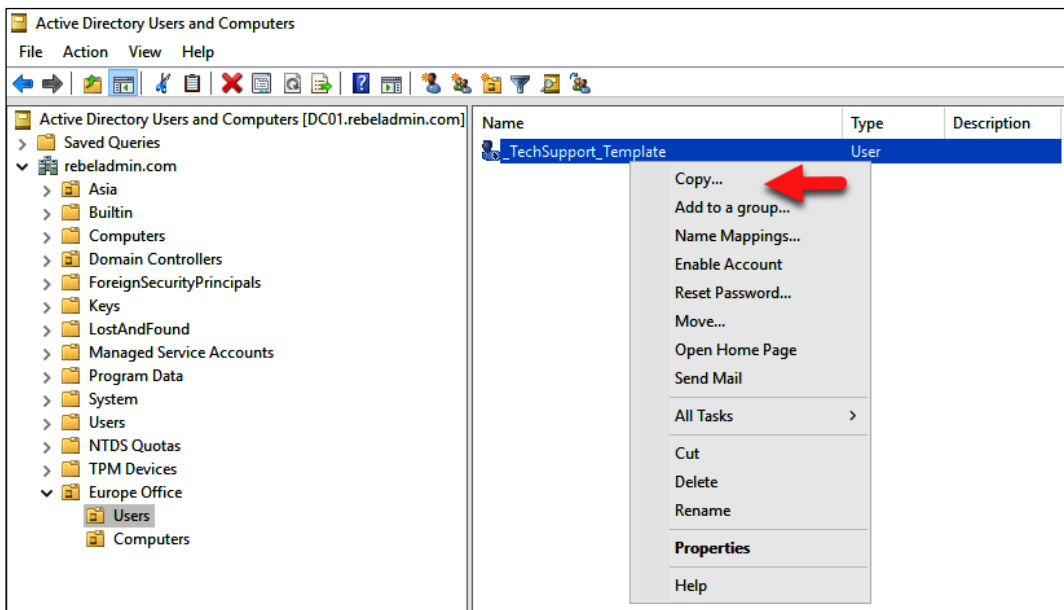 Active Directory Users and Computers
File Action View Help
Active Directory Users and Computers [DC01.rebeladmin.com]
Saved Queries
rebeladmin.com
Asia
Builtin
Computers
Domain Controllers
ForeignSecurityPrincipals
Keys
LostAndFound
Managed Service Accounts
Program Data
System
Users
NTDS Quotas
TPM Devices
Europe Office
Users
Computers
Name Type Description
_TechSupport_Template User
Copy...
Add to a group...
Name Mappings...
Enable Account
Reset Password...
Move...
Open Home Page
Send Mail
All Tasks
Cut
Delete
Rename
Properties
Help